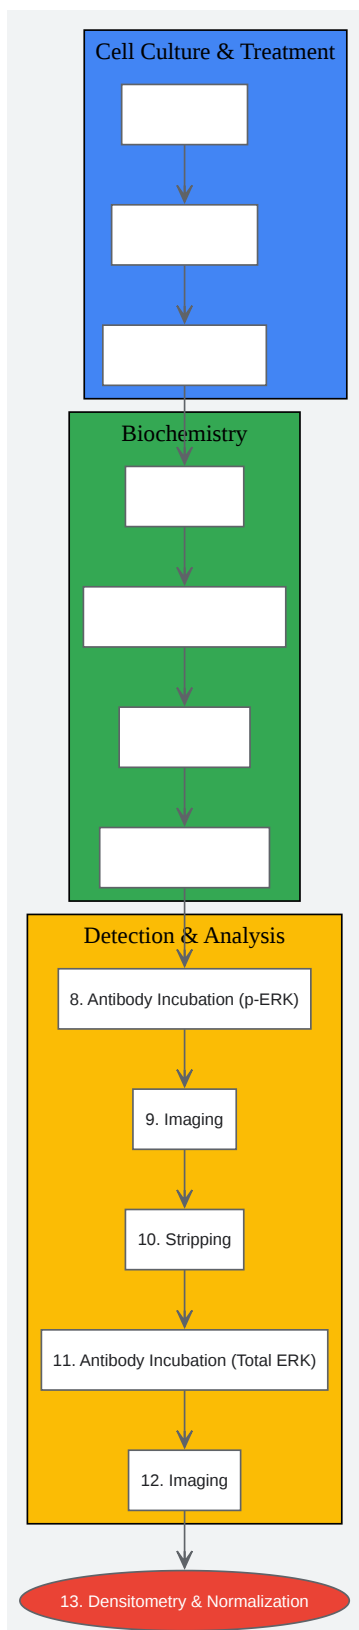 Cell Culture & Treatment
Biochemistry
Detection & Analysis
8. Antibody Incubation (p-ERK)
9. Imaging
10. Stripping
11. Antibody Incubation (Total ERK)
12. Imaging
13. Densitometry & Normalization